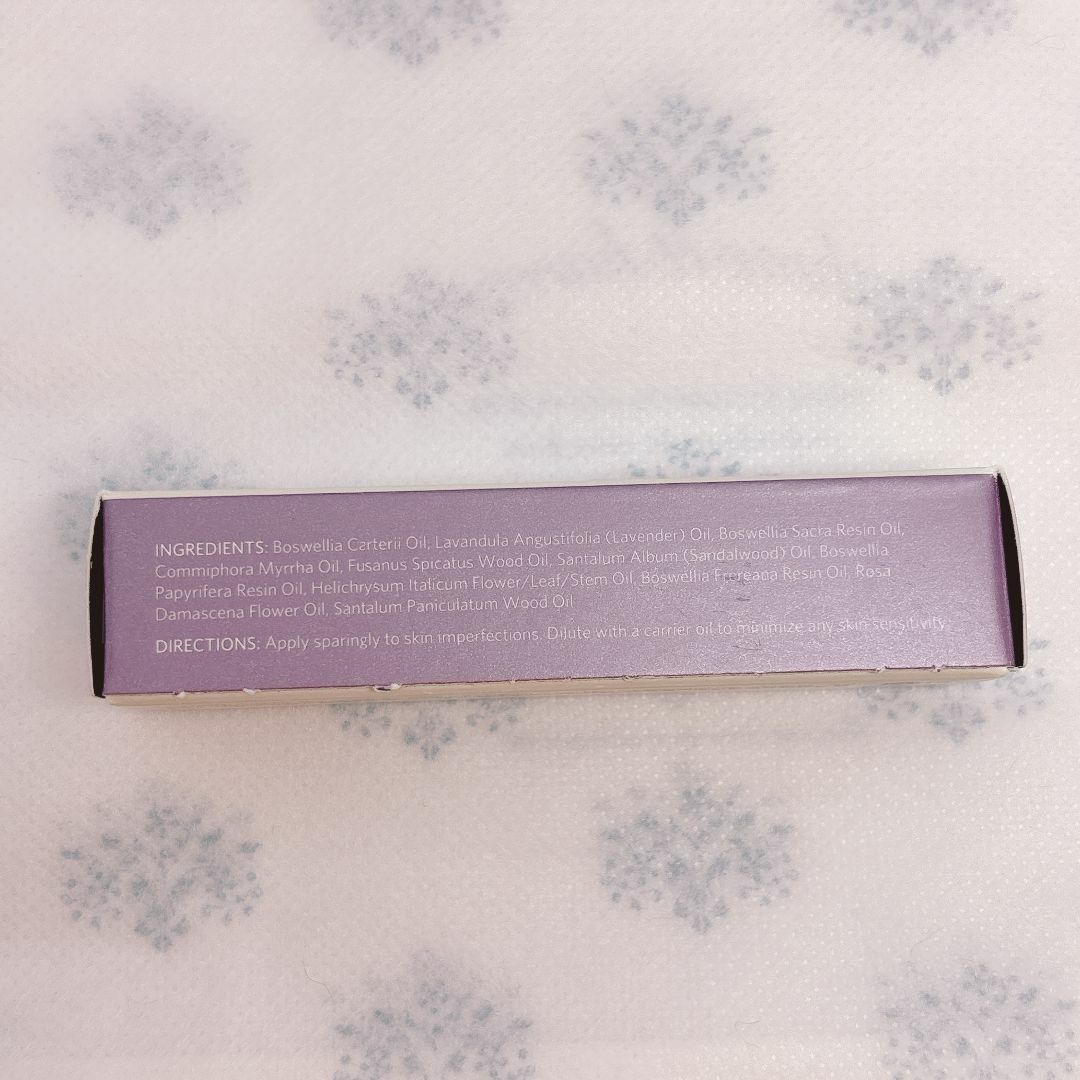 INGREDIENTS: Boswellia Carterii Oil, Lavandula Angustifolia (Lavender) Oil, Boswellia Sacra Resin Oil,
Commiphora Myrrha Oil, Fusanus Spicatus Wood Oil, Santalum Album (Sandalwood) Oil, Boswellia
Papyrifera Resin Oil, Helichrysum Italicum Flower/Leaf/Stem Oil, Boswellia Frereana Resin Oil, Rosa
Damascena Flower Oil, Santalum Paniculatum Wood Oil
DIRECTIONS: Apply sparingly to skin imperfections. Dilute with a carrier oil to minimize any skin sensitivity.